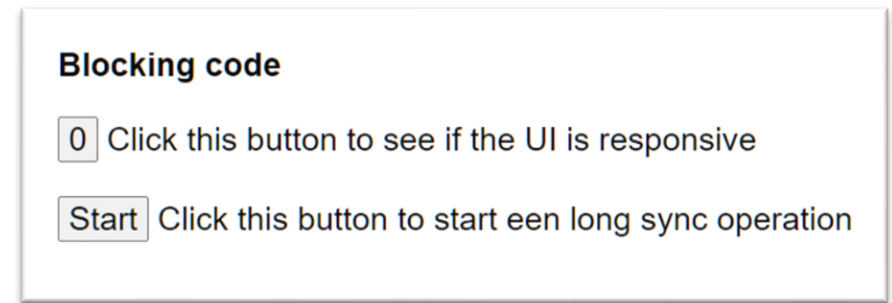 Blocking code
0 Click this button to see if the UI is responsive
Start Click this button to start een long sync operation